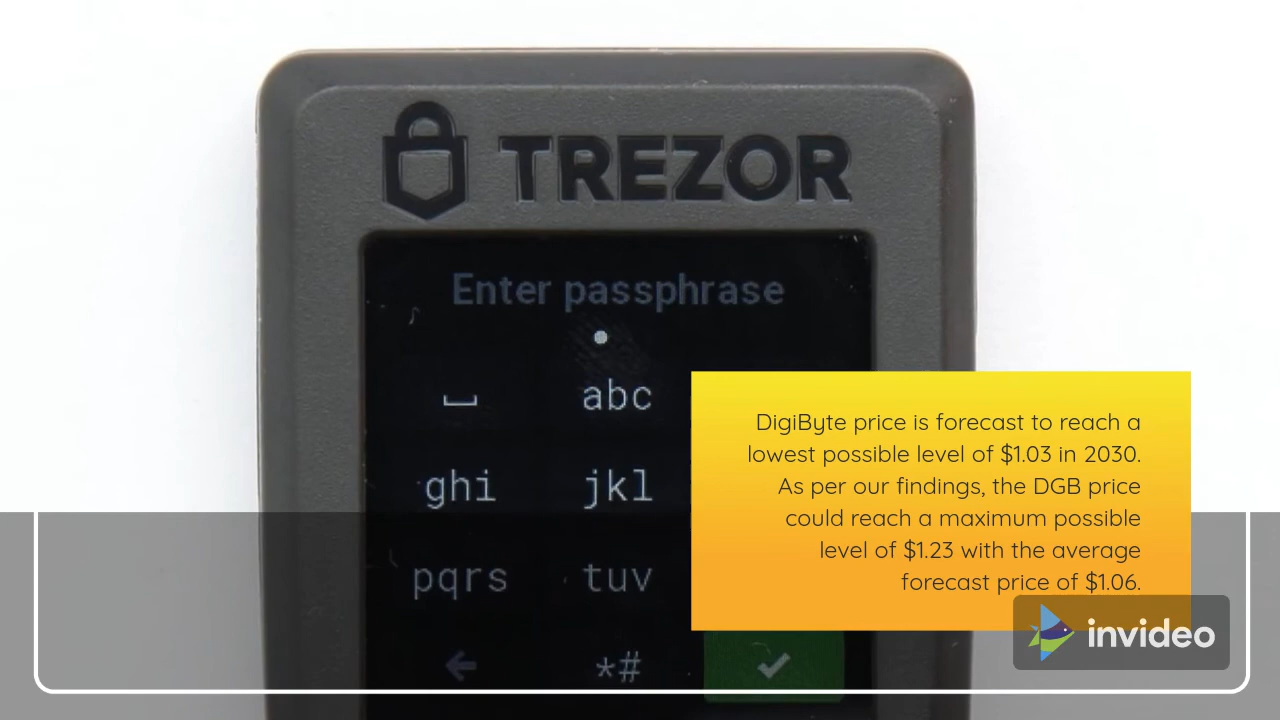 TREZOR
Enter passphrase
abc
ghi jkl
pqrs tuv
*#
DigiByte price is forecast to reach a
lowest possible level of $1.03 in 2030.
As per our findings, the DGB price
could reach a maximum possible
level of $1.23 with the average
forecast price of $1.06.
invideo